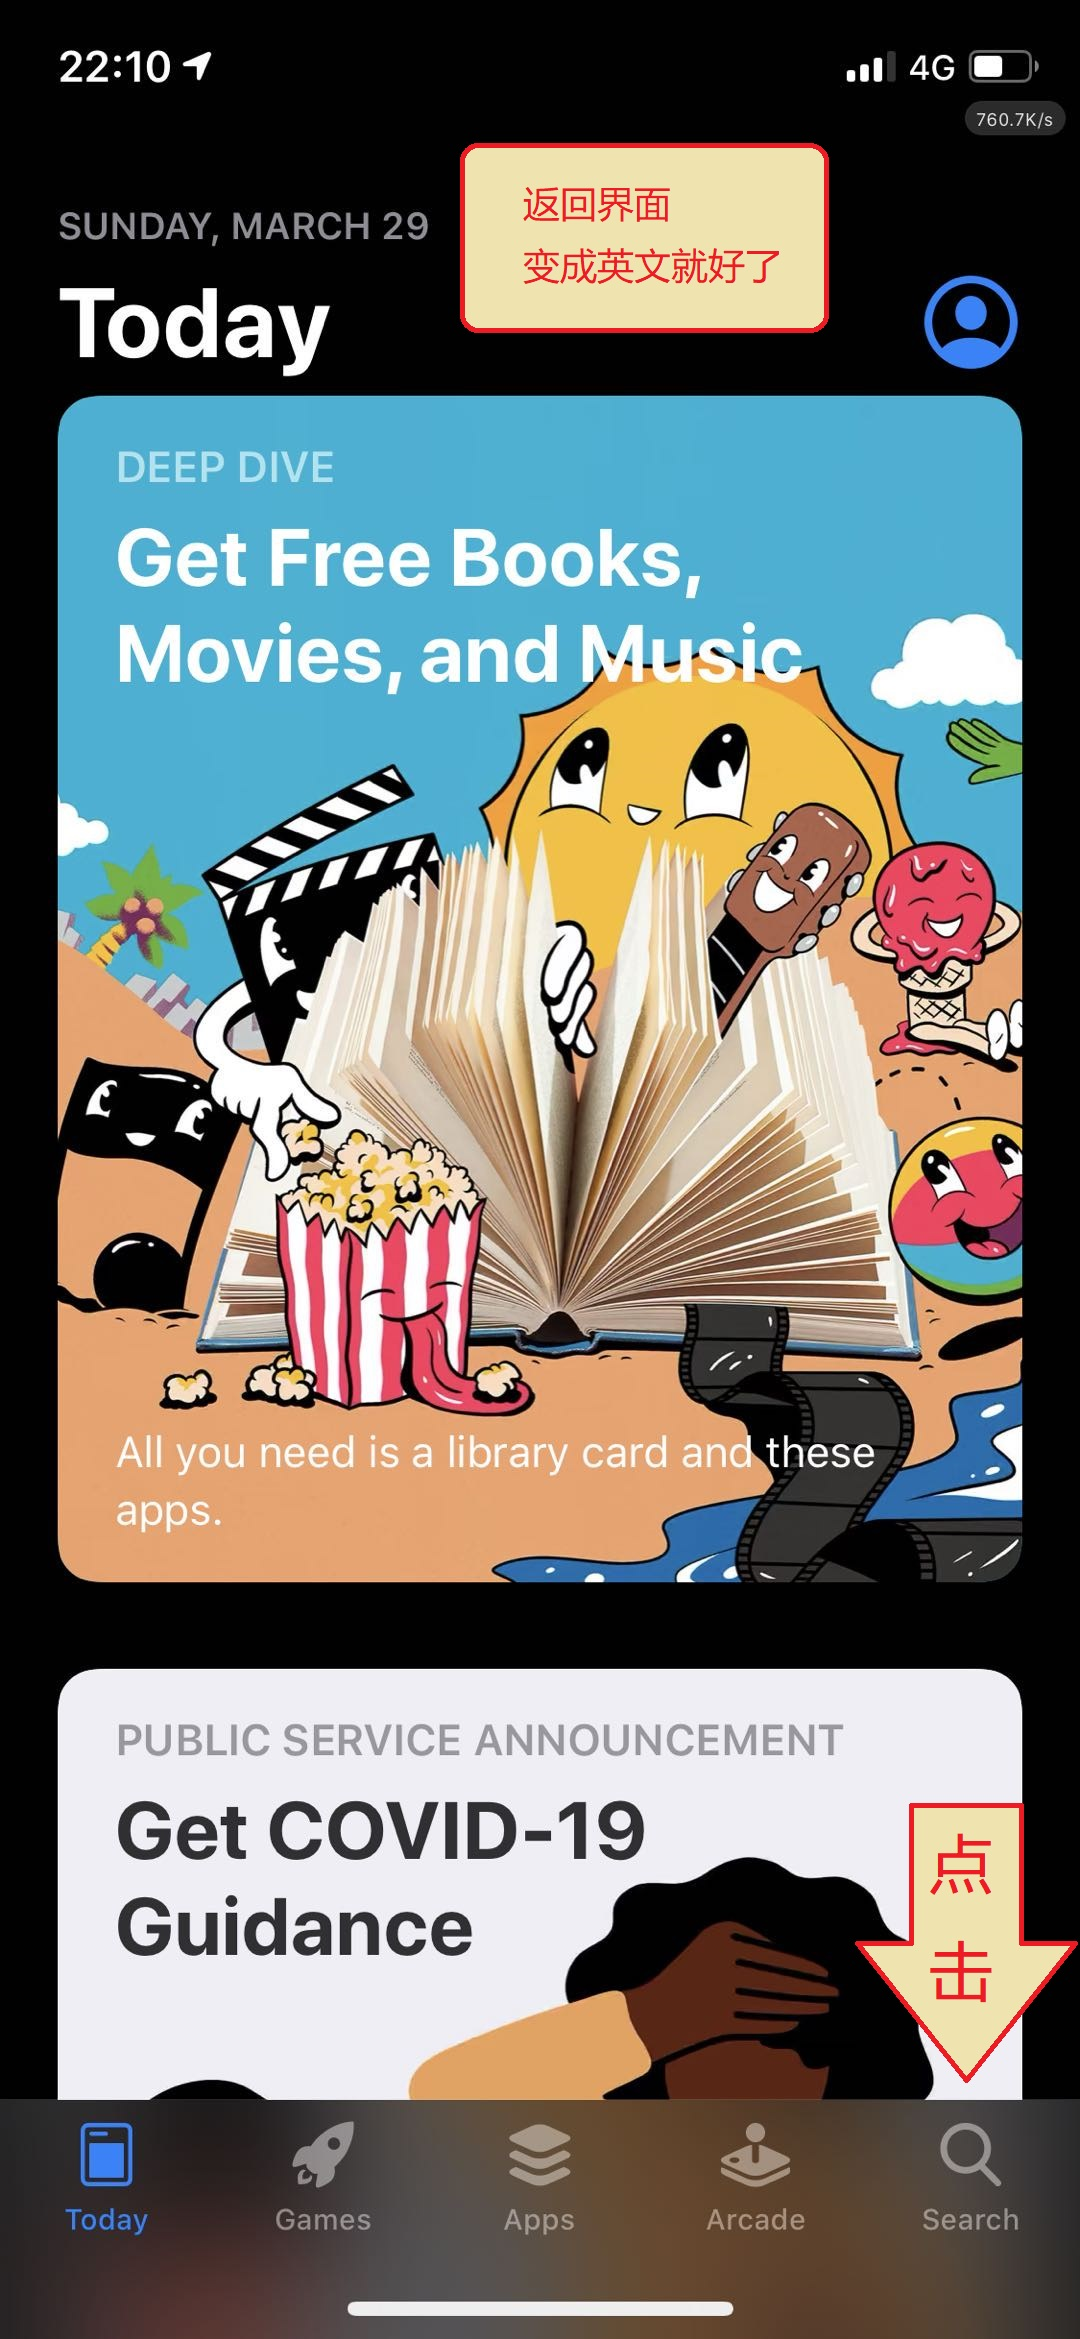 22:10
4G
760.7K/s
返回界面
变成英文就好了
SUNDAY, MARCH 29
Today
DEEP DIVE
Get Free Books,
Movies, and Music
All you need is a library card and these
apps.
PUBLIC SERVICE ANNOUNCEMENT
Get COVID-19
Guidance
点
击
Today
Games
Apps
Arcade
Search